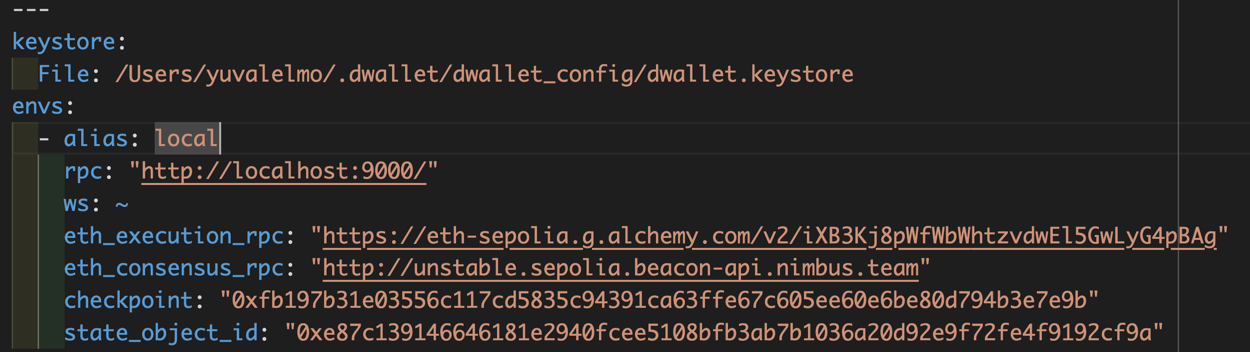 ---
keystore:
  File: /Users/yuvalelmo/.dwallet/dwallet_config/dwallet.keystore
envs:
  - alias: local
    rpc: "http://localhost:9000/"
    ws: ~
    eth_execution_rpc: "https://eth-sepolia.g.alchemy.com/v2/iXB3Kj8pWfWbWhtzvdwEl5GwLyG4pBAg"
    eth_consensus_rpc: "http://unstable.sepolia.beacon-api.nimbus.team"
    checkpoint: "0xfb197b31e03556c117cd5835c94391ca63ffe67c605ee60e6be80d794b3e7e9b"
    state_object_id: "0xe87c139146646181e2940fcee5108bfb3ab7b1036a20d92e9f72fe4f9192cf9a"